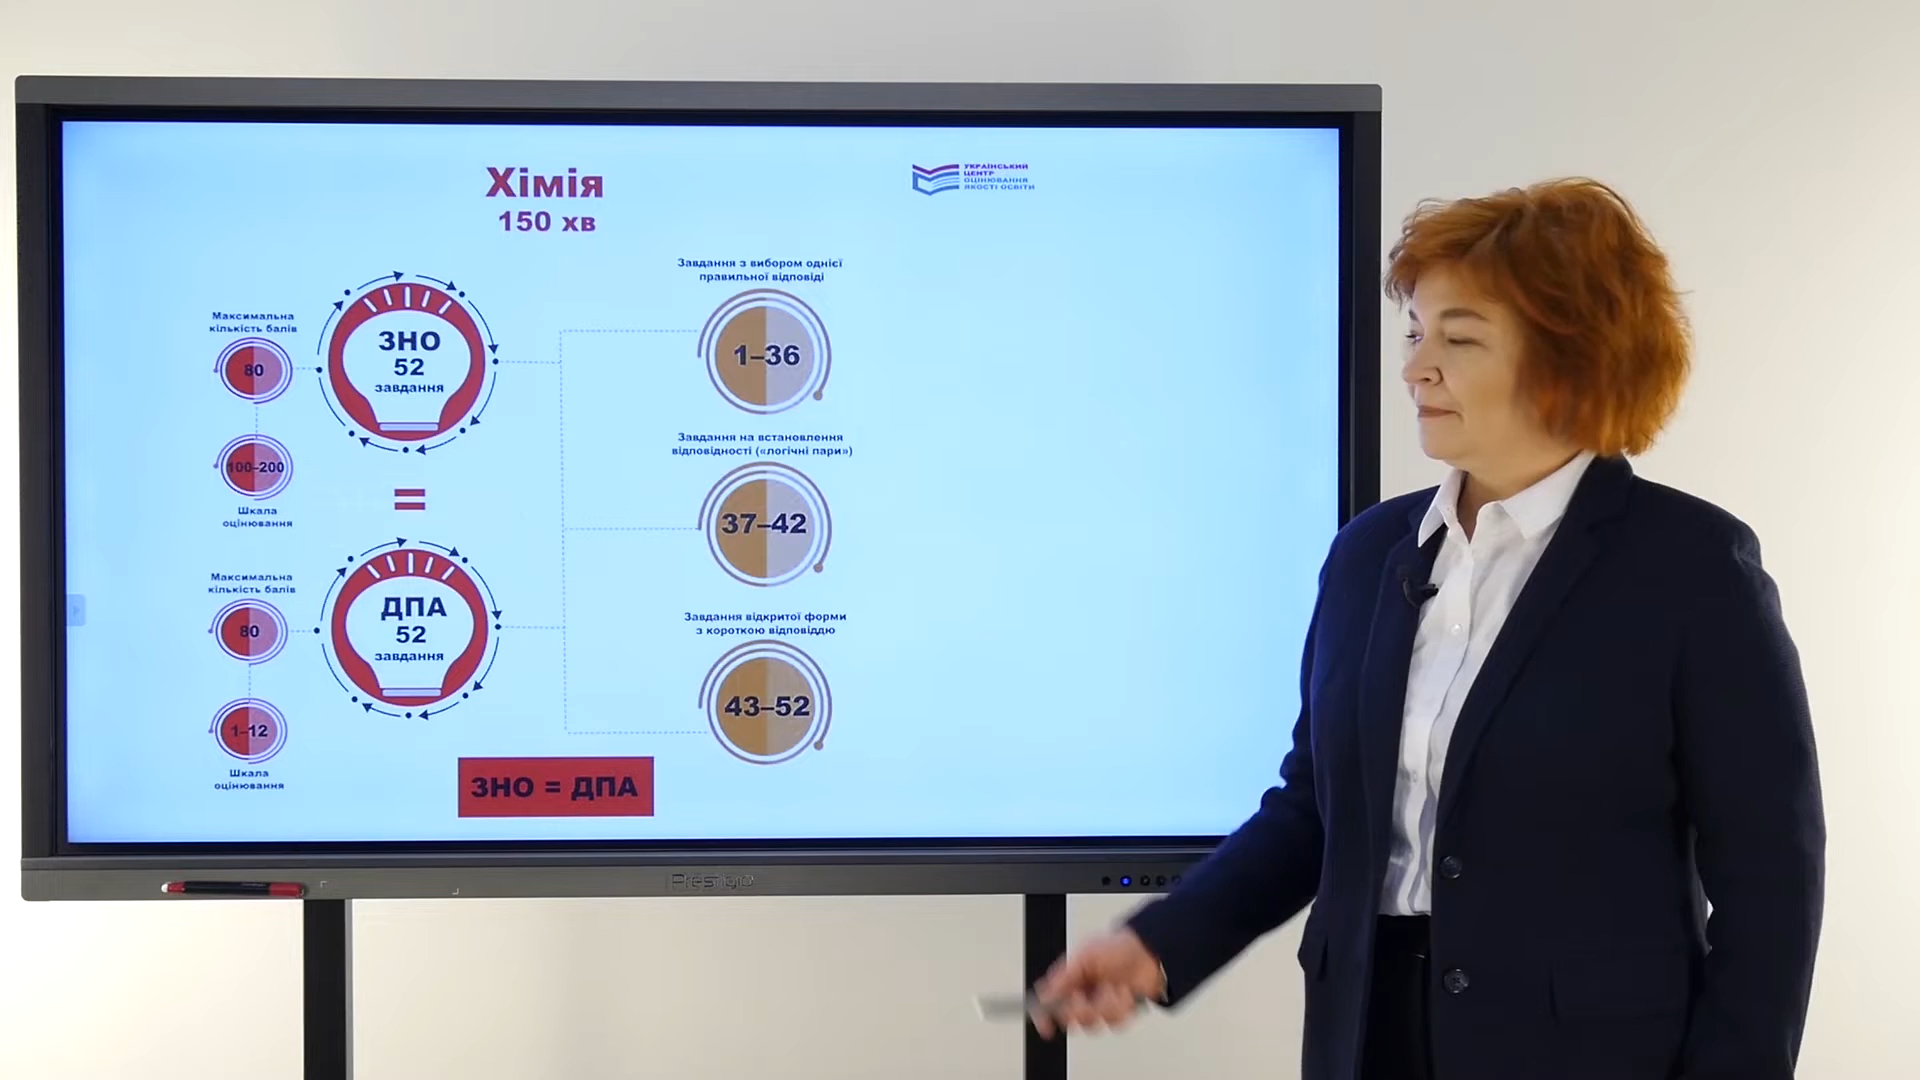 Хімія
150 хв
УКРАЇНСЬКИЙ
ЦЕНТР
ОЦІНЮВАННЯ
ЯКОСТІ ОСВІТИ
Максимальна
кількість балів
80
100–200
Шкала
оцінювання
ЗНО
52
завдання
=
Максимальна
кількість балів
80
1–12
Шкала
оцінювання
ДПА
52
завдання
ЗНО = ДПА
Завдання з вибором однієї
правильної відповіді
1–36
Завдання на встановлення
відповідності («логічні пари»)
37–42
Завдання відкритої форми
з короткою відповіддю
43–52
Prestigio